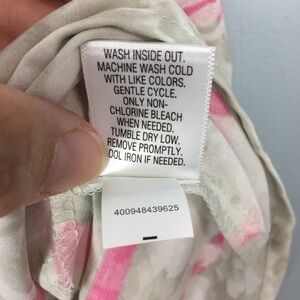 WASH INSIDE OUT.
MACHINE WASH COLD
WITH LIKE COLORS.
GENTLE CYCLE.
ONLY NON-
CHLORINE BLEACH
WHEN NEEDED.
TUMBLE DRY LOW.
REMOVE PROMPTLY.
OOL IRON IF NEEDED.
400948439625